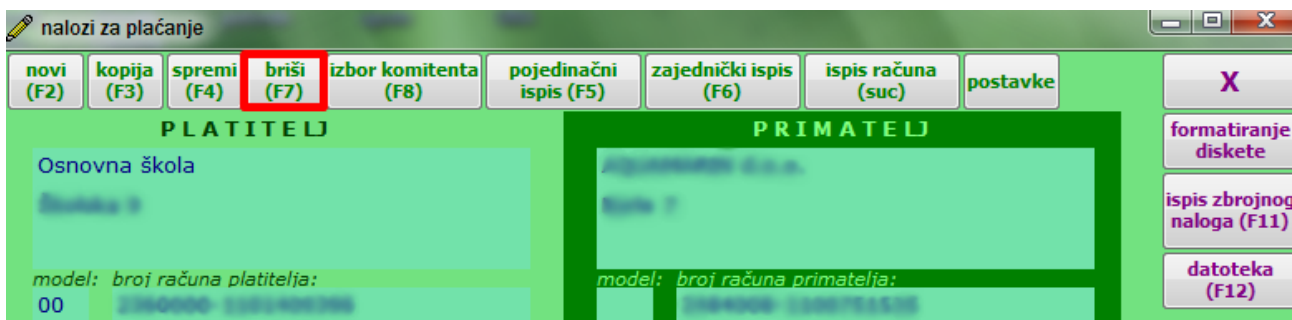 nalozi za plaćanje
X
novi (F2)
kopija (F3)
spremi (F4)
briši (F7)
izbor komitenta (F8)
pojedinačni ispis (F5)
zajednički ispis (F6)
ispis računa (suc)
postavke
X
PLATITELJ
PRIMATELJ
formatiranje diskete
Osnovna škola
ispis zbrojnog naloga (F11)
model: broj računa platitelja:
model: broj računa primatelja:
00
datoteka (F12)